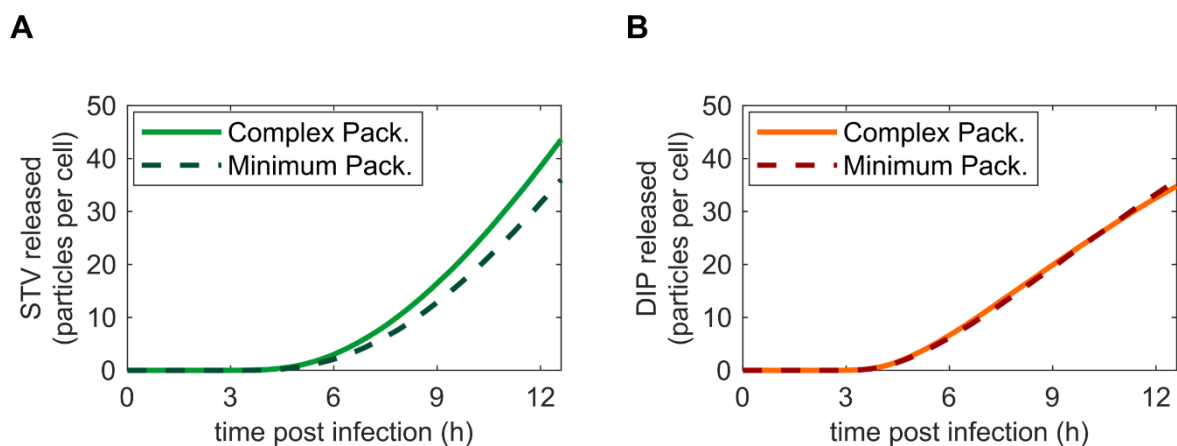 A
STV released
(particles per cell)
50
40
30
20
10
0
Complex Pack.
Minimum Pack.
0 3 6 9 12
time post infection (h)
B
DIP released
(particles per cell)
50
40
30
20
10
0
Complex Pack.
Minimum Pack.
0 3 6 9 12
time post infection (h)